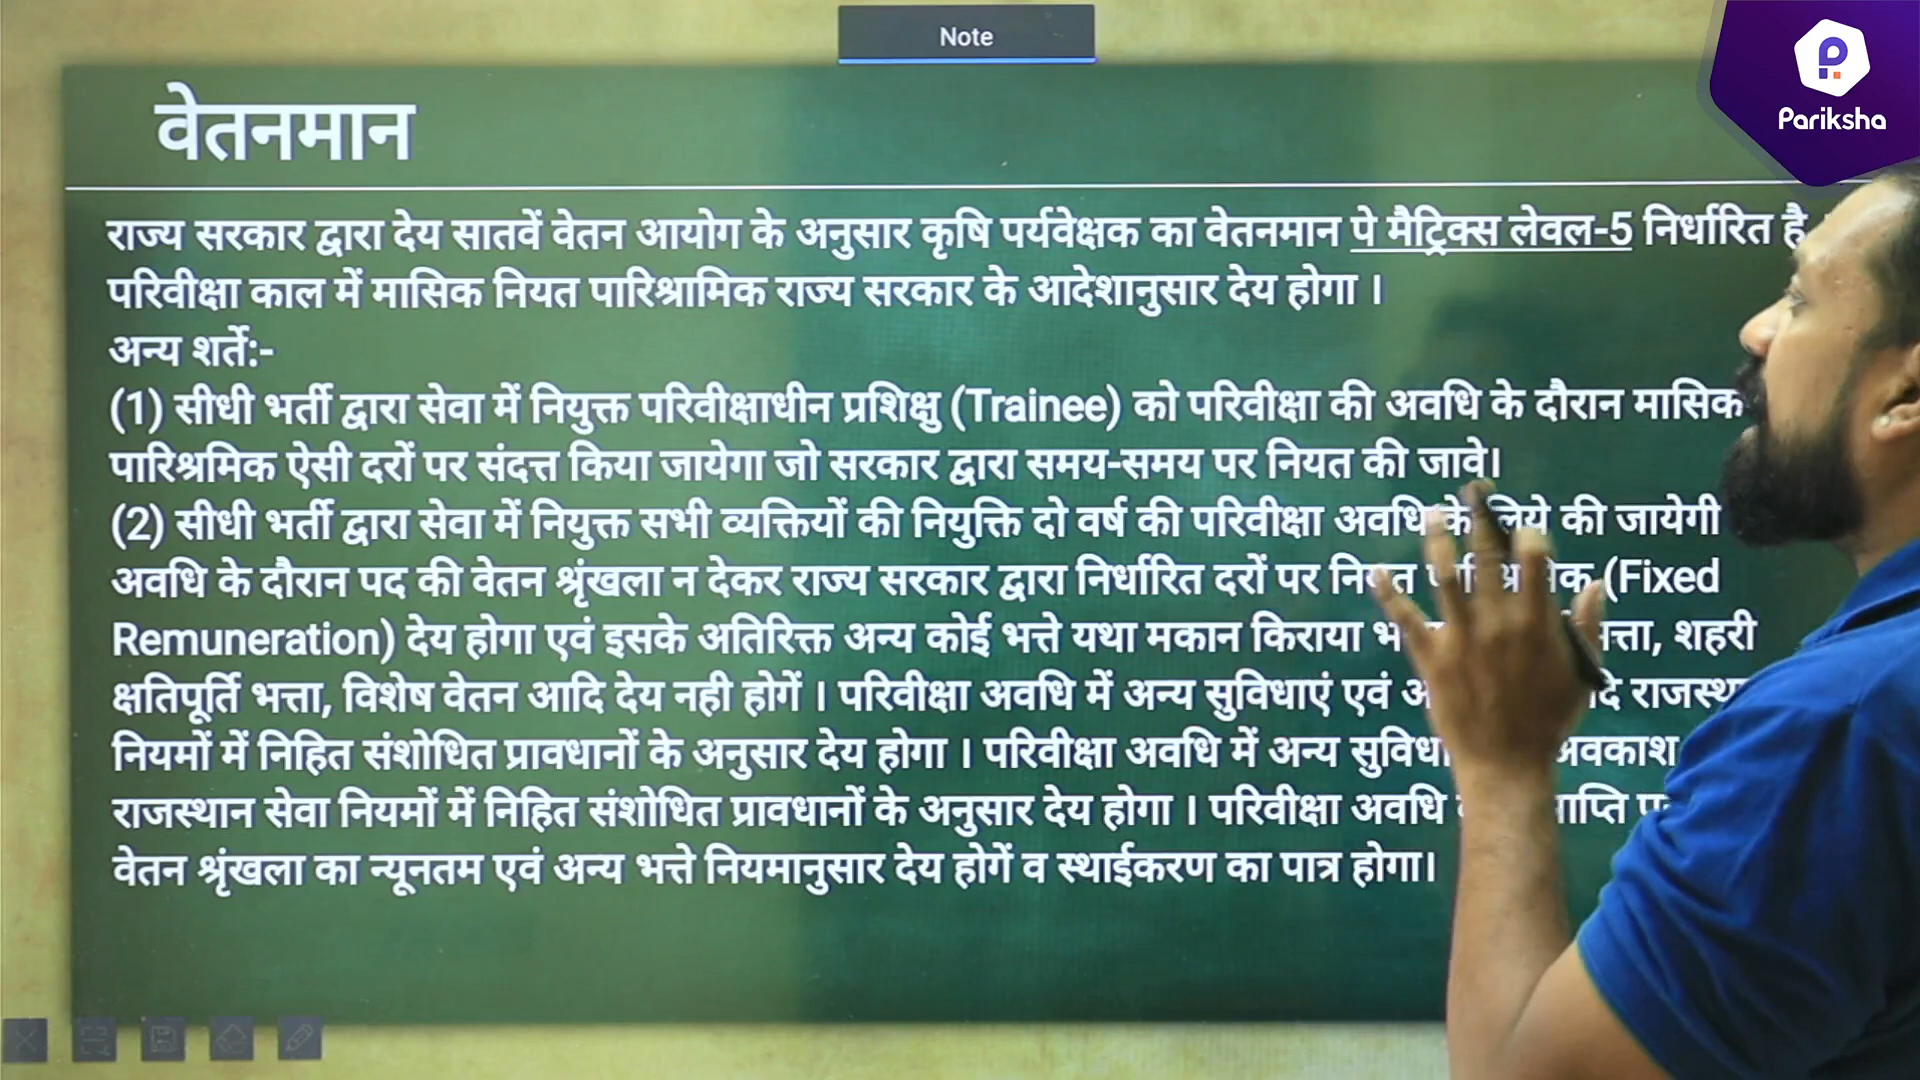 Note
Pariksha
वेतनमान
राज्य सरकार द्वारा देय सातवें वेतन आयोग के अनुसार कृषि पर्यवेक्षक का वेतनमान पे मैट्रिक्स लेवल-5 निर्धारित है
परिवीक्षा काल में मासिक नियत पारिश्रामिक राज्य सरकार के आदेशानुसार देय होगा ।
अन्य शर्ते:-
(1) सीधी भर्ती द्वारा सेवा में नियुक्त परिवीक्षाधीन प्रशिक्षु (Trainee) को परिवीक्षा की अवधि के दौरान मासिक
पारिश्रमिक ऐसी दरों पर संदत्त किया जायेगा जो सरकार द्वारा समय-समय पर नियत की जावे।
(2) सीधी भर्ती द्वारा सेवा में नियुक्त सभी व्यक्तियों की नियुक्ति दो वर्ष की परिवीक्षा अवधि के लिये की जायेगी
अवधि के दौरान पद की वेतन श्रृंखला न देकर राज्य सरकार द्वारा निर्धारित दरों पर (Fixed
Remuneration) देय होगा एवं इसके अतिरिक्त अन्य कोई भत्ते यथा मकान किराया शहरी
क्षतिपूर्ति भत्ता, विशेष वेतन आदि देय नही होगें । परिवीक्षा अवधि में अन्य सुविधाएं एवं
नियमों में निहित संशोधित प्रावधानों के अनुसार देय होगा । परिवीक्षा अवधि में अन्य अवकाश
राजस्थान सेवा नियमों में निहित संशोधित प्रावधानों के अनुसार देय होगा । परिवीक्षा अवधि
वेतन श्रृंखला का न्यूनतम एवं अन्य भत्ते नियमानुसार देय होगें व स्थाईकरण का पात्र होगा।